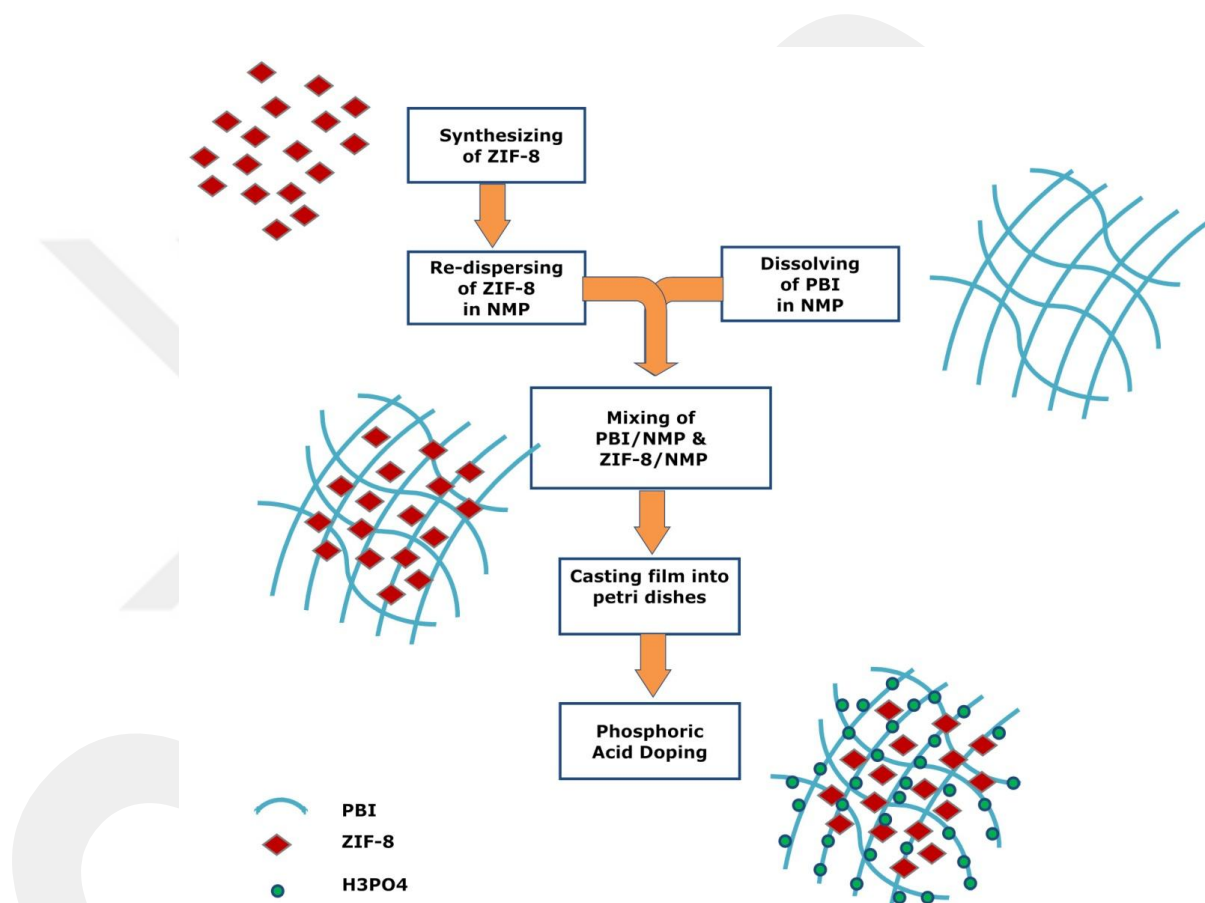 Synthesizing
of ZIF-8
Re-dispersing
of ZIF-8
in NMP
Dissolving
of PBI
in NMP
Mixing of
PBI/NMP &
ZIF-8/NMP
Casting film into
petri dishes
Phosphoric
Acid Doping
PBI
ZIF-8
H3PO4